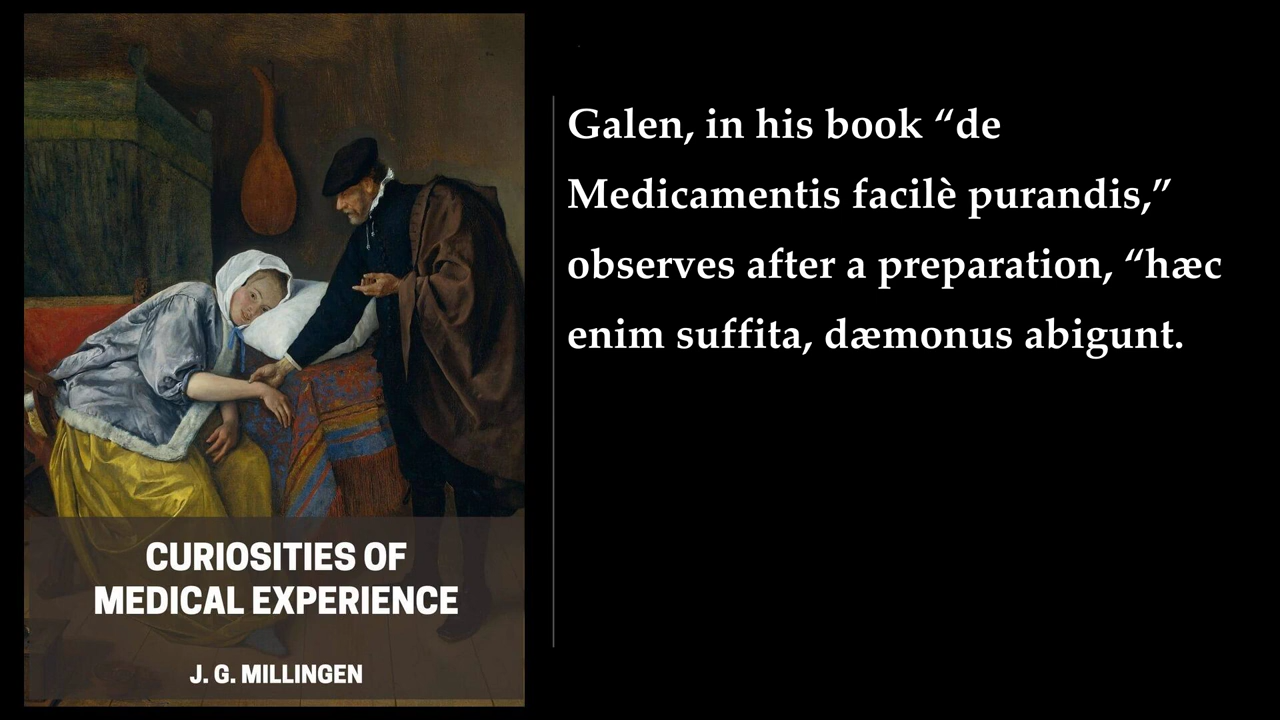 Galen, in his book “de
Medicamentis facilè purandis,”
observes after a preparation, “hæc
enim suffita, dæmonus abigunt.
CURIOSITIES OF
MEDICAL EXPERIENCE
J. G. MILLINGEN